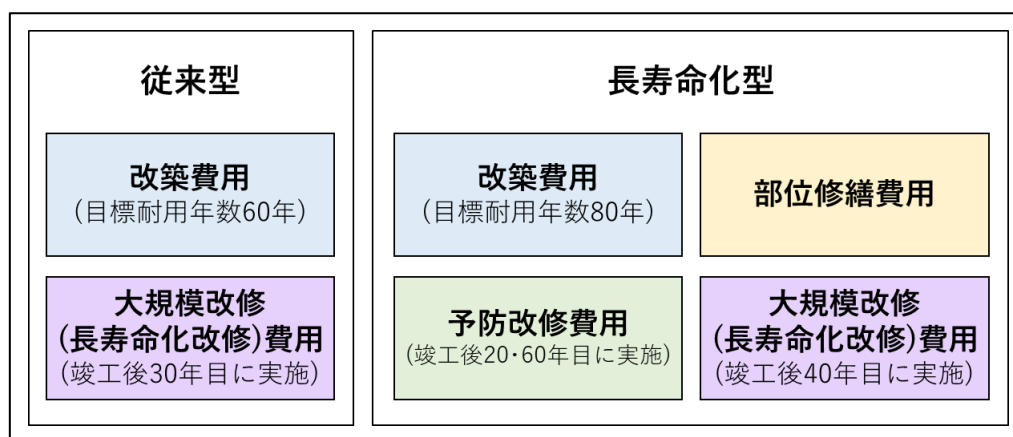 従来型
改築費用
(目標耐用年数60年)
大規模改修
(長寿命化改修)費用
(竣工後30年目に実施)
長寿命化型
改築費用
(目標耐用年数80年)
部位修繕費用
予防改修費用
(竣工後20･60年目に実施)
大規模改修
(長寿命化改修)費用
(竣工後40年目に実施)